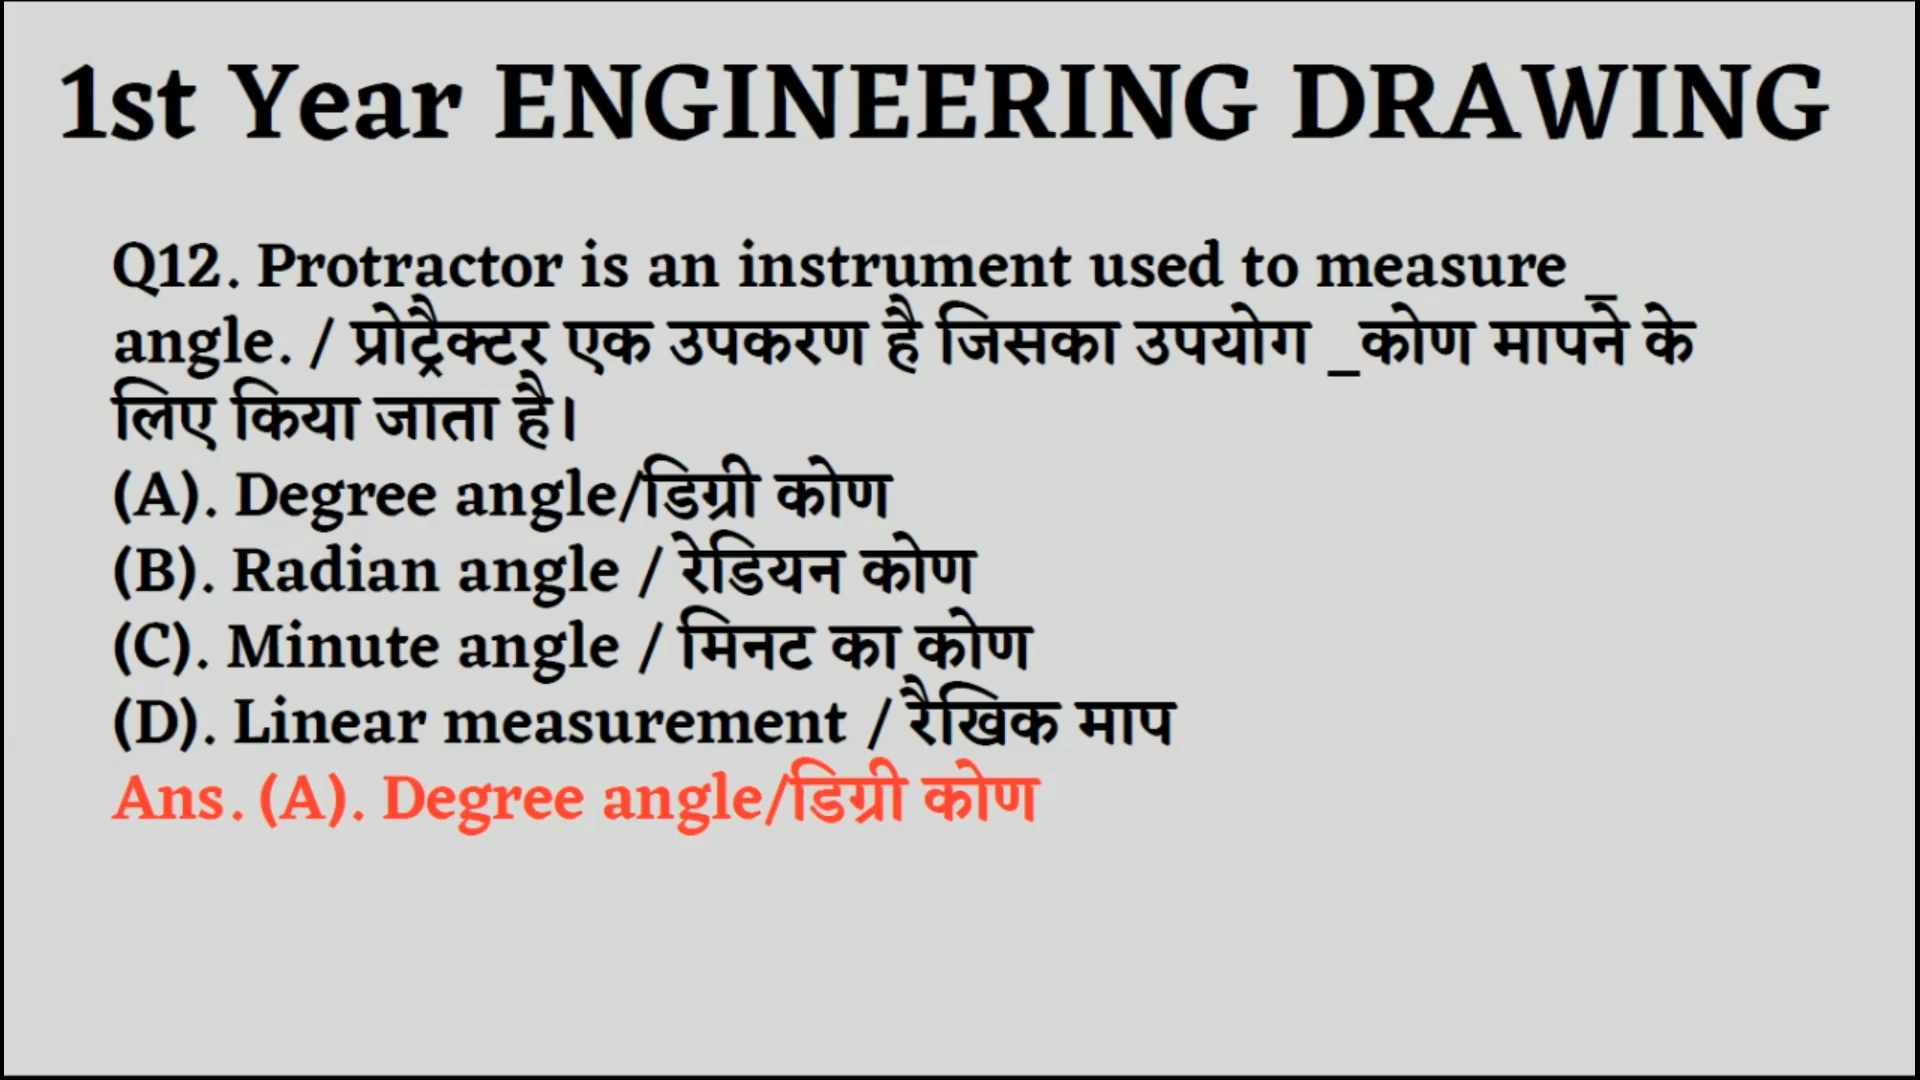 1st Year ENGINEERING DRAWING
Q12. Protractor is an instrument used to measure _
angle. / प्रोट्रैक्टर एक उपकरण है जिसका उपयोग _कोण मापने के
लिए किया जाता है।
(A). Degree angle/डिग्री कोण
(B). Radian angle / रेडियन कोण
(C). Minute angle / मिनट का कोण
(D). Linear measurement / रैखिक माप
Ans. (A). Degree angle/डिग्री कोण